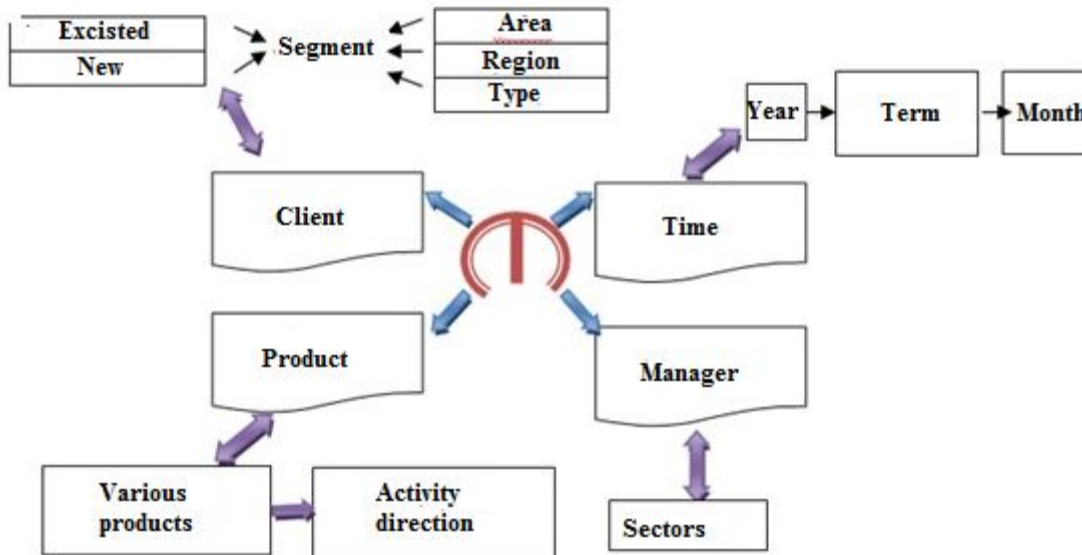 Excisted
New
Segment
Area
Region
Type
Year
Term
Month
Client
Time
Product
Manager
Various
products
Activity
direction
Sectors